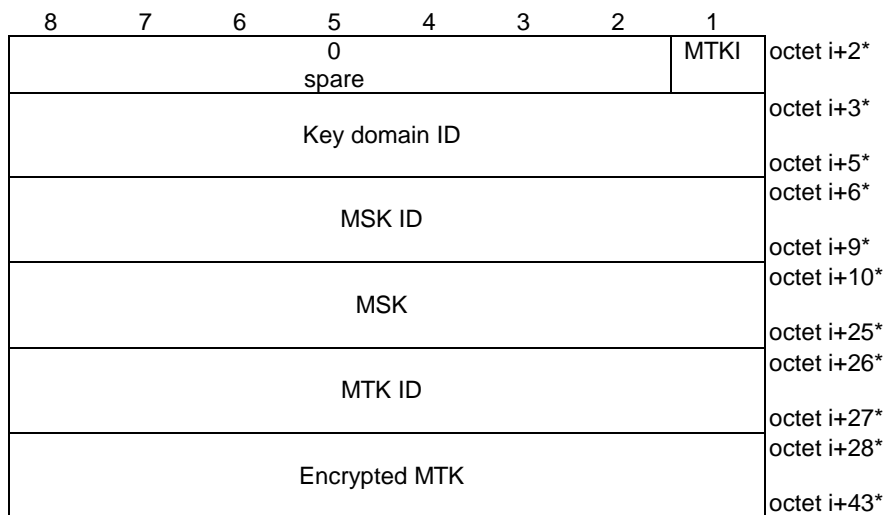 8 7 6 5 4 3 2 1
0 MTKI octet i+2*
spare
octet i+3*
Key domain ID
octet i+5*
octet i+6*
MSK ID
octet i+9*
octet i+10*
MSK
octet i+25*
octet i+26*
MTK ID
octet i+27*
octet i+28*
Encrypted MTK
octet i+43*